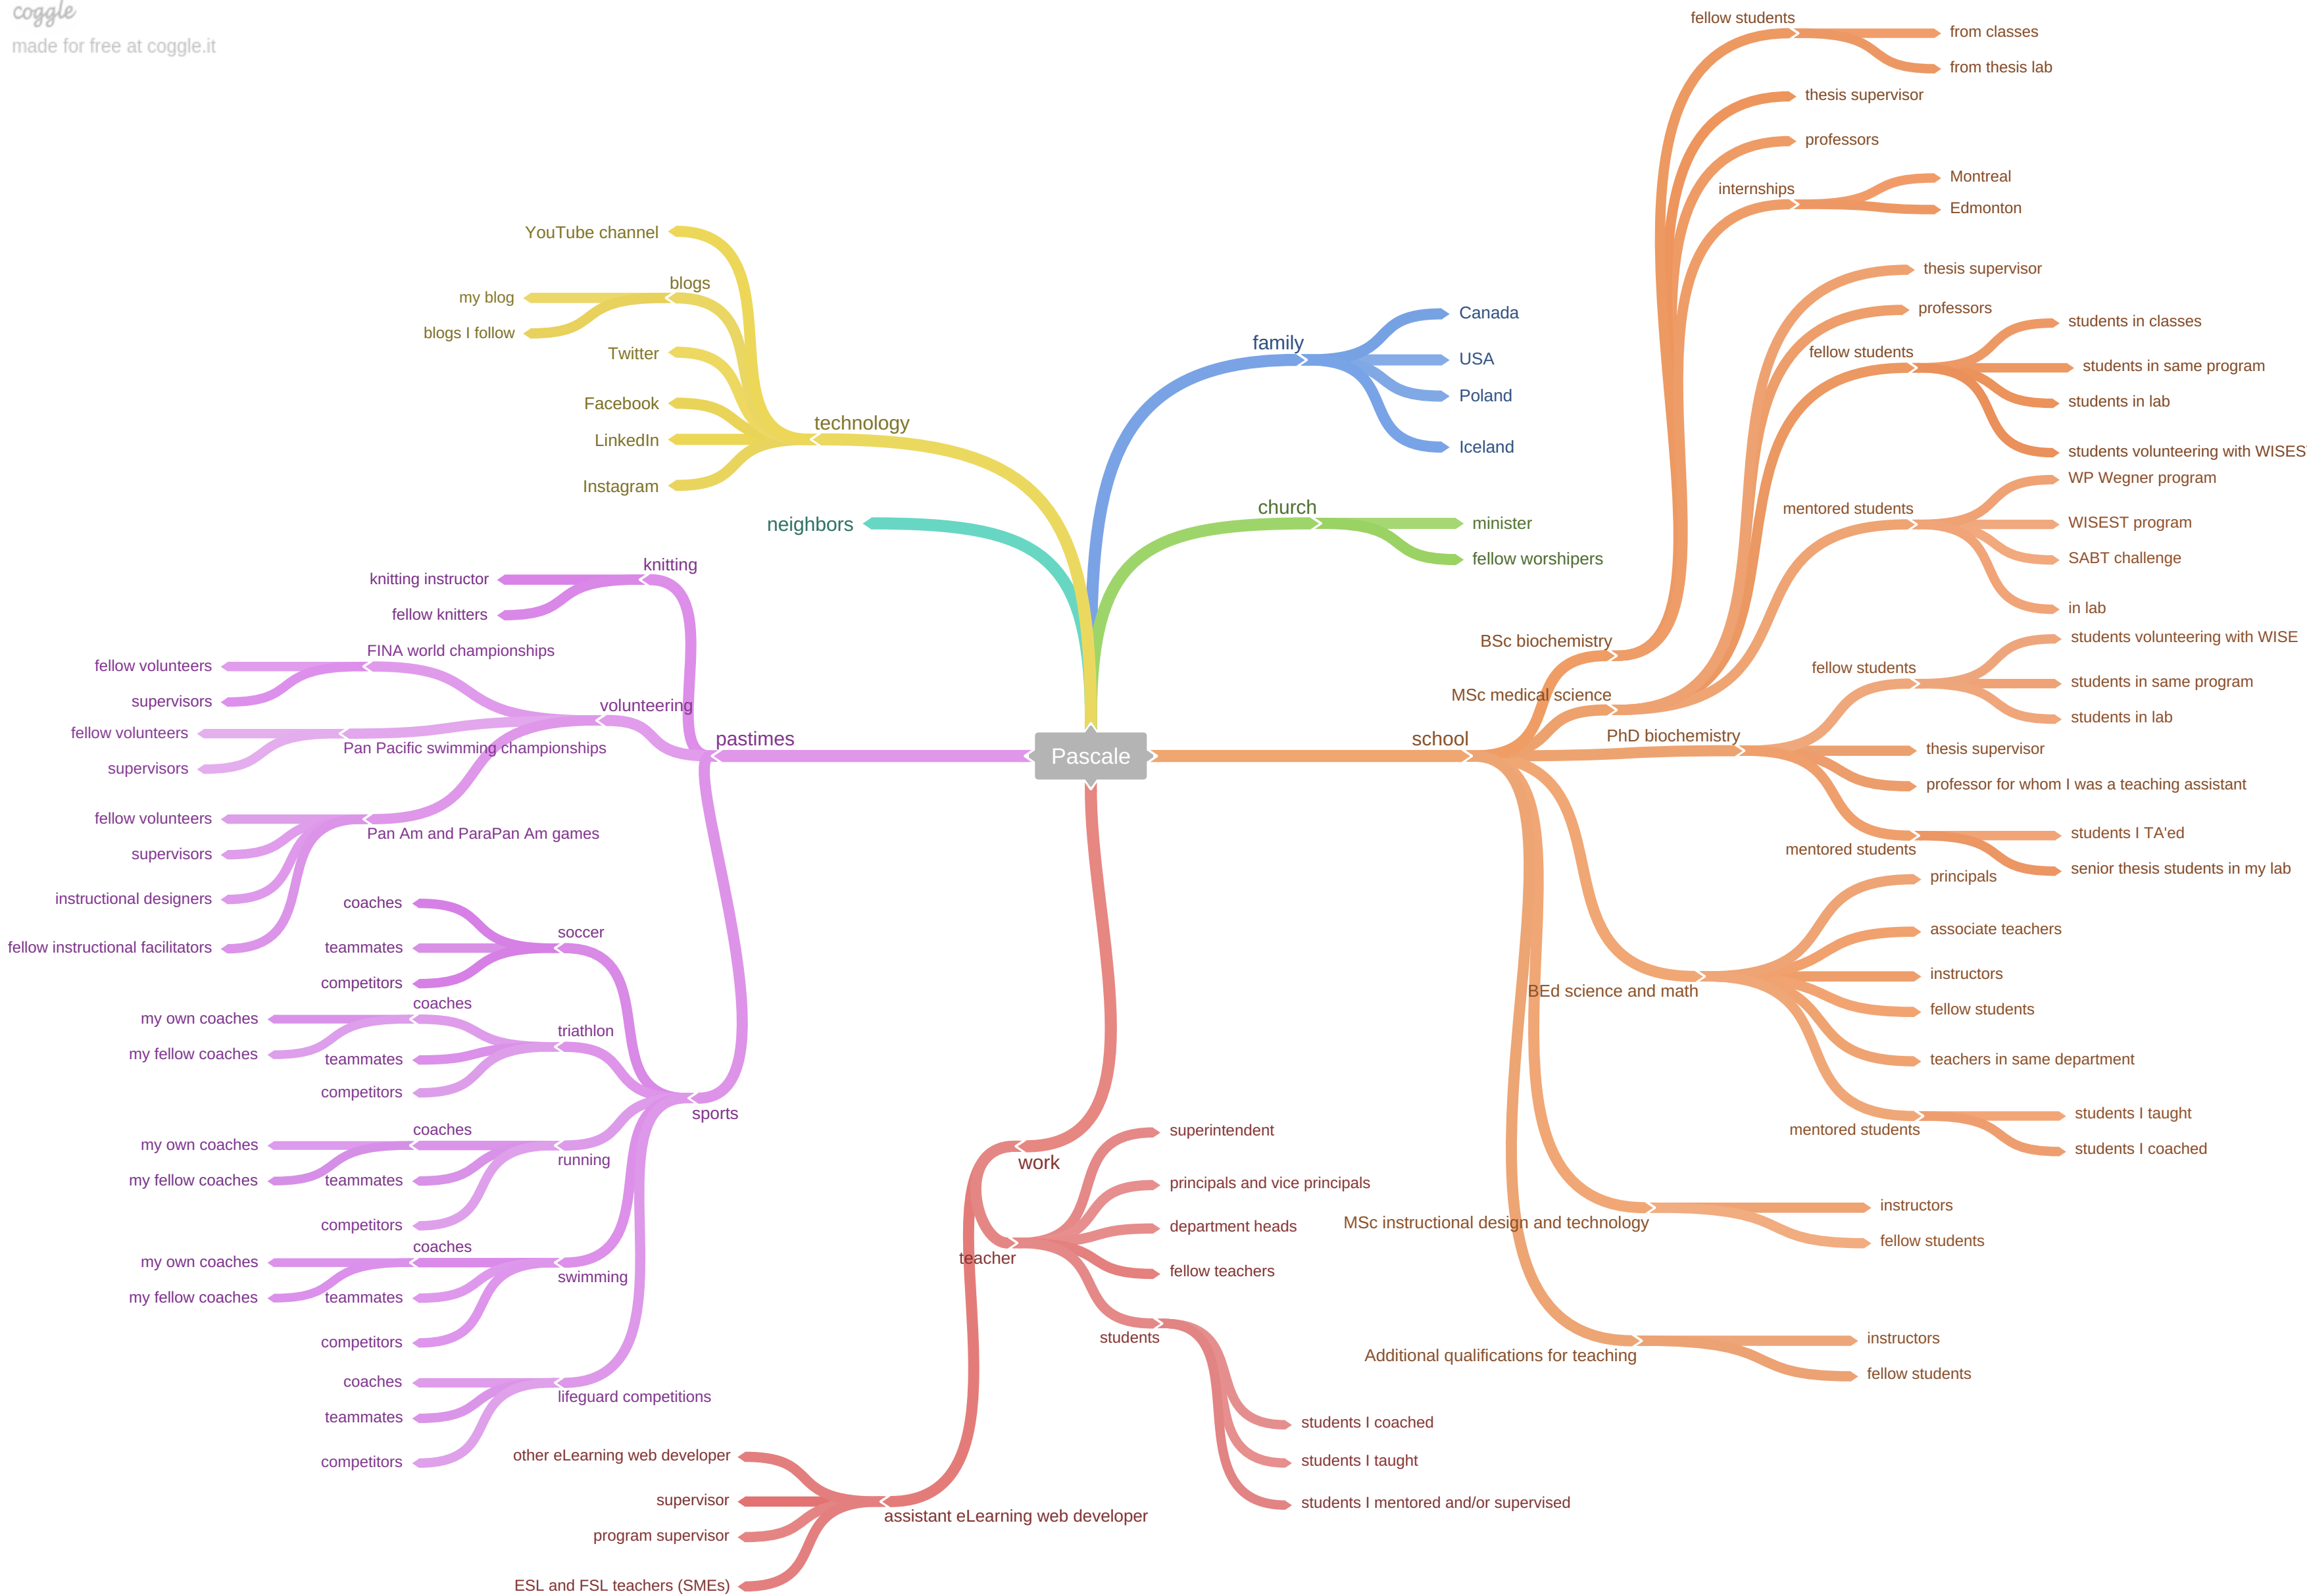 coggle
made for free at coggle.it
Pascale
technology
YouTube channel
blogs
my blog
blogs I follow
Twitter
Facebook
LinkedIn
Instagram
neighbors
family
Canada
USA
Poland
Iceland
church
minister
fellow worshipers
pastimes
knitting
knitting instructor
fellow knitters
volunteering
FINA world championships
fellow volunteers
supervisors
Pan Pacific swimming championships
fellow volunteers
supervisors
Pan Am and ParaPan Am games
fellow volunteers
supervisors
instructional designers
fellow instructional facilitators
sports
soccer
coaches
teammates
competitors
triathlon
coaches
my own coaches
my fellow coaches
teammates
competitors
running
coaches
my own coaches
my fellow coaches
teammates
competitors
swimming
coaches
my own coaches
my fellow coaches
teammates
competitors
lifeguard competitions
coaches
teammates
competitors
work
teacher
superintendent
principals and vice principals
department heads
fellow teachers
students
students I coached
students I taught
students I mentored and/or supervised
assistant eLearning web developer
other eLearning web developer
supervisor
program supervisor
ESL and FSL teachers (SMEs)
school
BSc biochemistry
fellow students
from classes
from thesis lab
thesis supervisor
professors
internships
Montreal
Edmonton
MSc medical science
thesis supervisor
professors
fellow students
students in classes
students in same program
students in lab
students volunteering with WISES
mentored students
WP Wegner program
WISEST program
SABT challenge
in lab
PhD biochemistry
fellow students
students volunteering with WISE
students in same program
students in lab
thesis supervisor
professor for whom I was a teaching assistant
mentored students
students I TA'ed
senior thesis students in my lab
BEd science and math
principals
associate teachers
instructors
fellow students
teachers in same department
mentored students
students I taught
students I coached
MSc instructional design and technology
instructors
fellow students
Additional qualifications for teaching
instructors
fellow students